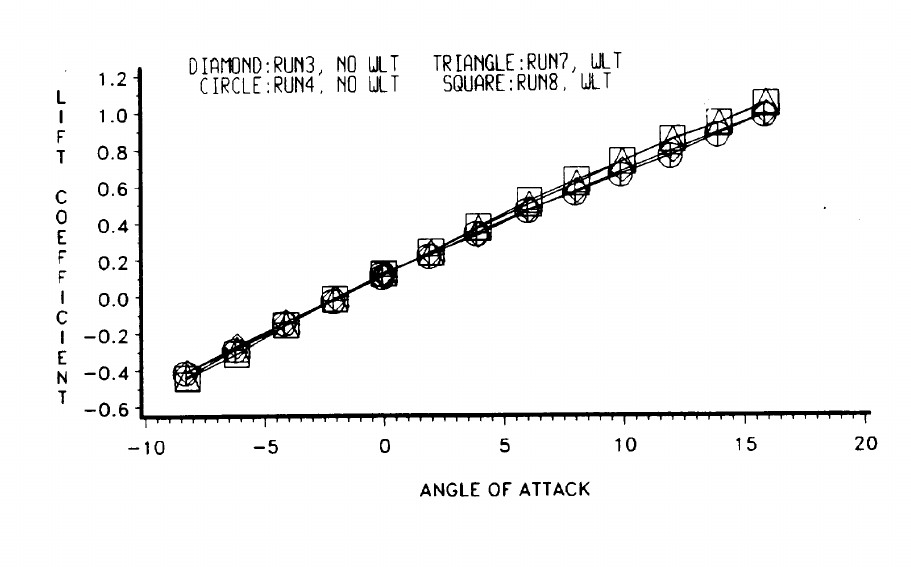 DIAMOND:RUN3, NO WLT TRIANGLE:RUN7, WLT
CIRCLE:RUN4, NO WLT SQUARE:RUN8, WLT
LIFT COEFFICIENT
1.2
1.0
0.8
0.6
0.4
0.2
0.0
-0.2
-0.4
-0.6
-10 -5 0 5 10 15 20
ANGLE OF ATTACK